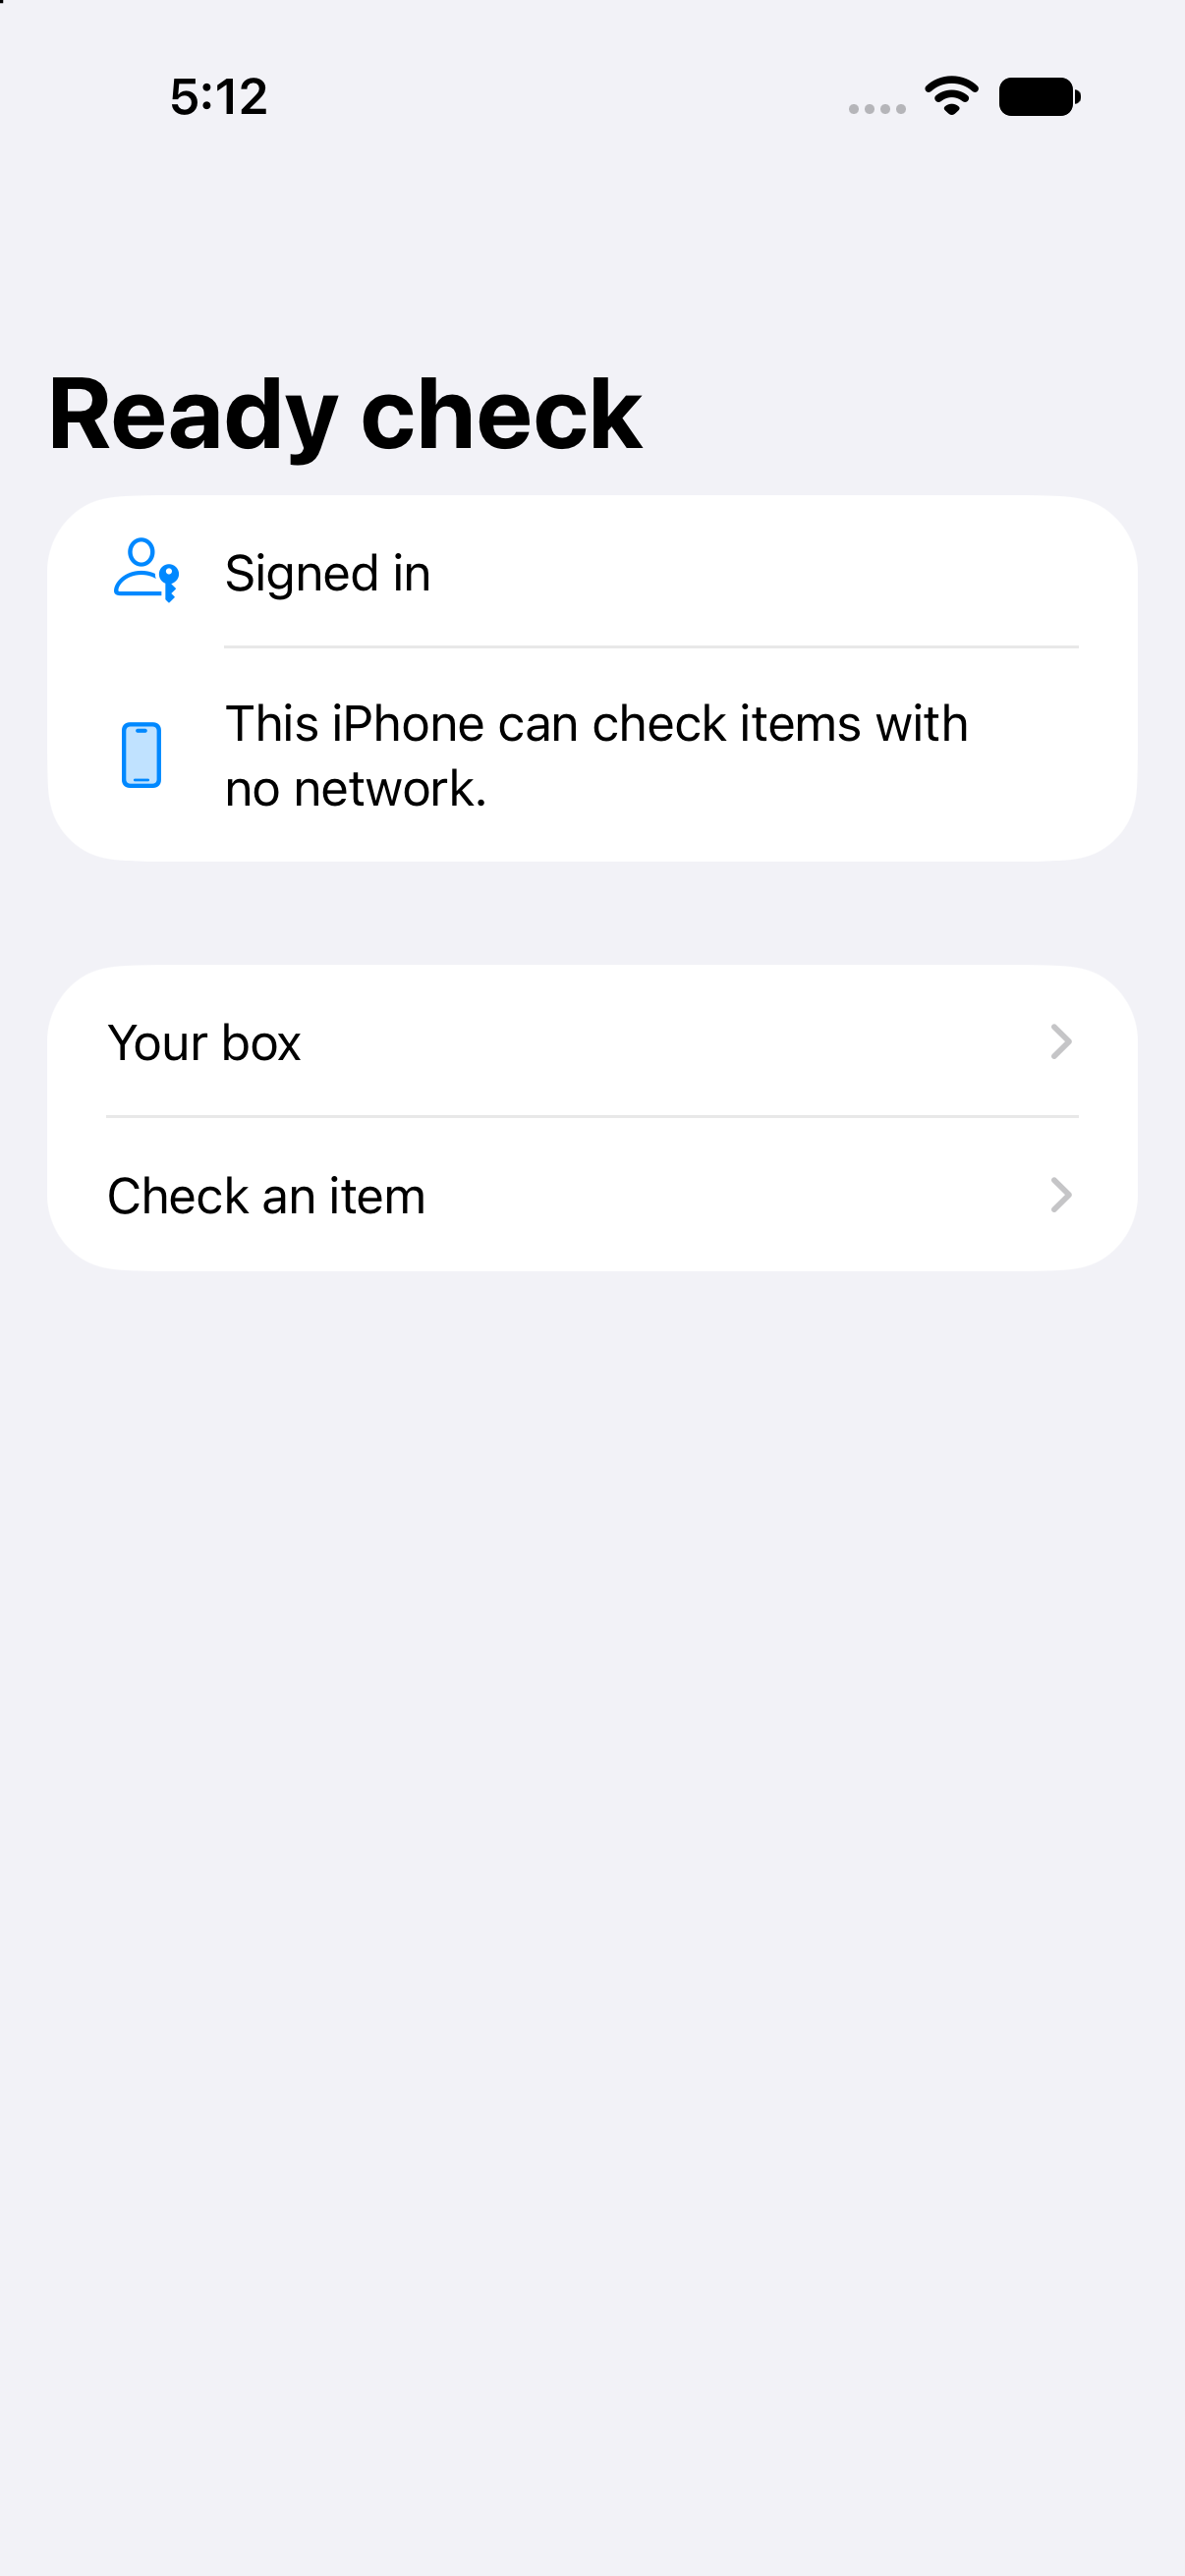 5:12
Ready check
Signed in
This iPhone can check items with
no network.
Your box
Check an item